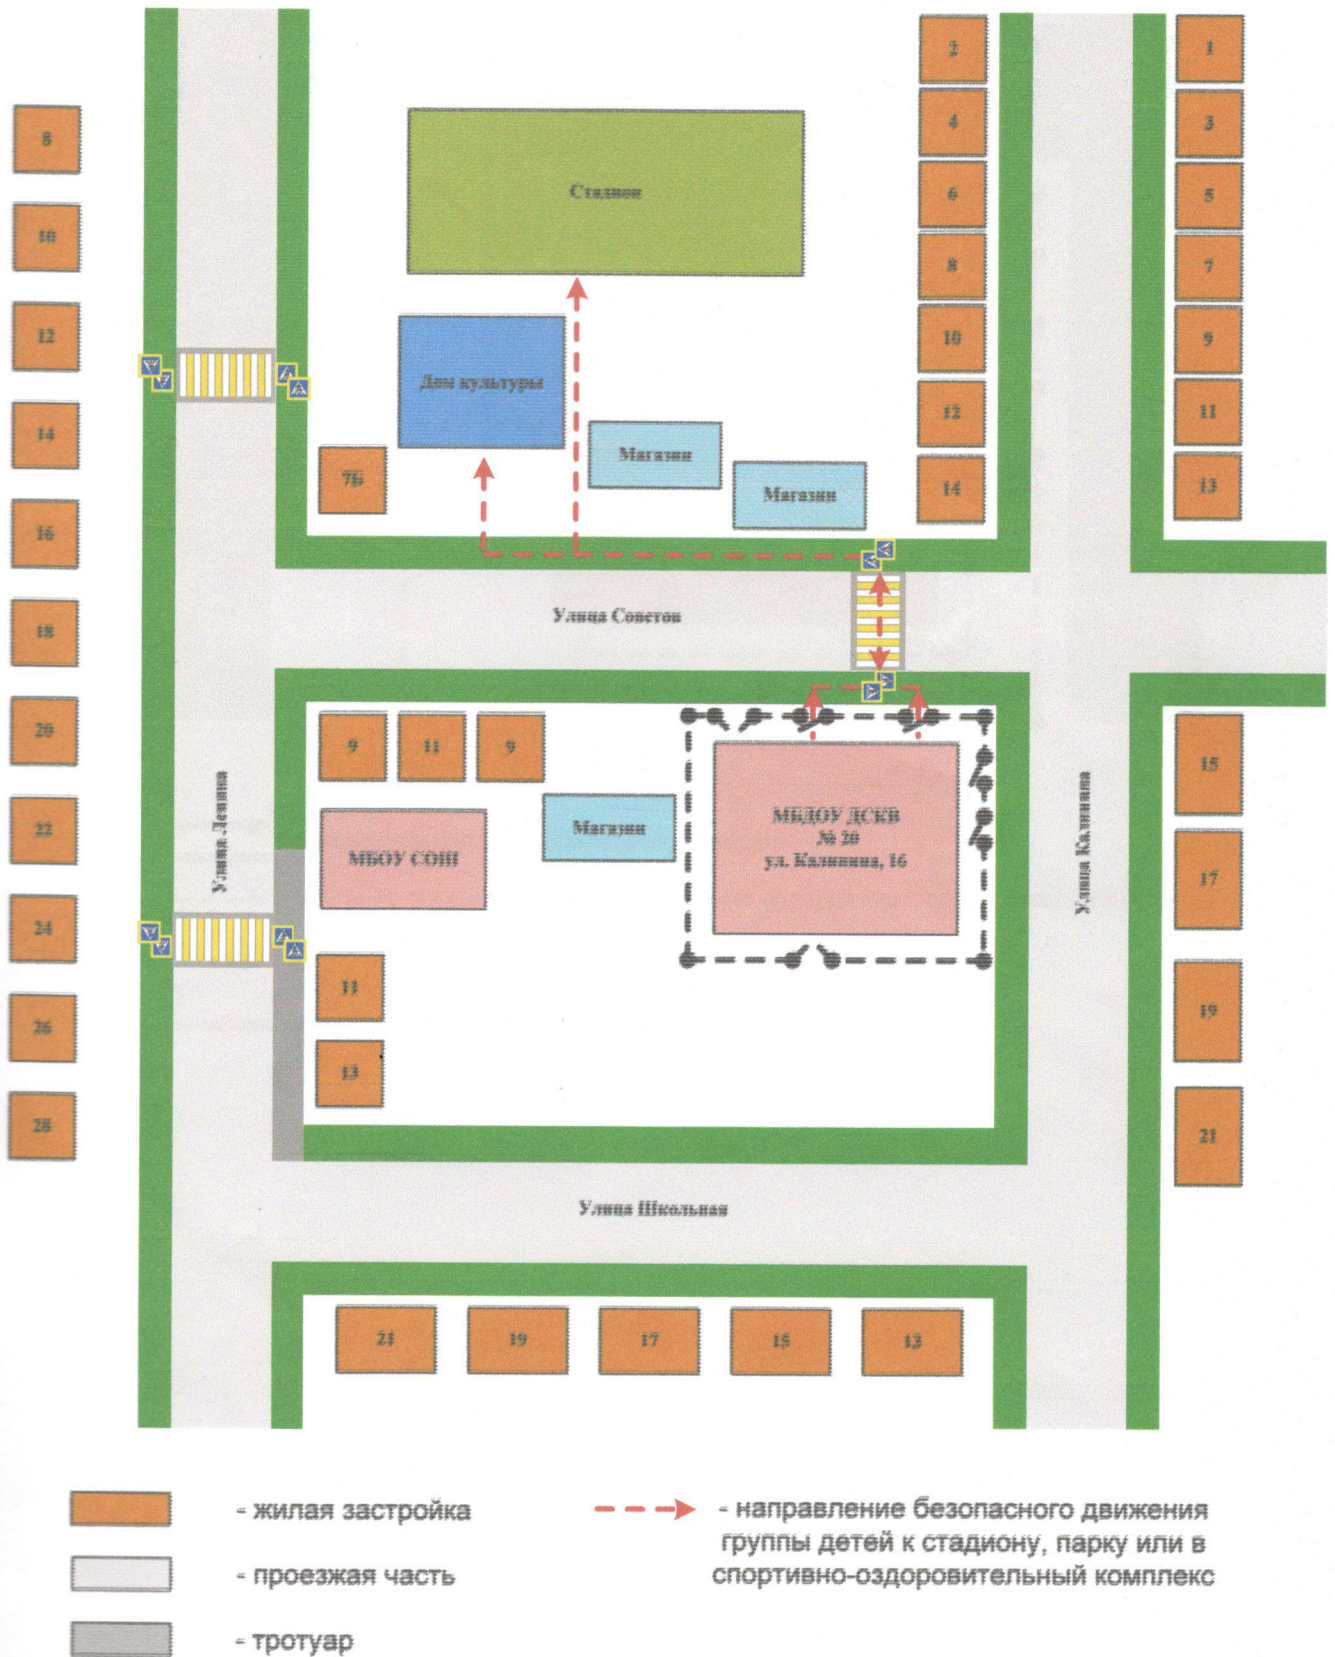 2
1
8
4
3
Стадион
6
5
10
8
7
12
Дом культуры
10
9
14
7Б
Магазин
12
11
Магазин
14
13
16
18
Улица Советов
20
9
11
9
15
22
Улица Ленина
МБОУ СОШ
Магазин
МБДОУ ДСКВ
№ 20
ул. Калинина, 16
Улица Калинина
17
24
11
26
19
13
28
21
Улица Школьная
21
19
17
15
13
- жилая застройка
- проезжая часть
- тротуар
- направление безопасного движения
группы детей к стадиону, парку или в
спортивно-оздоровительный комплекс